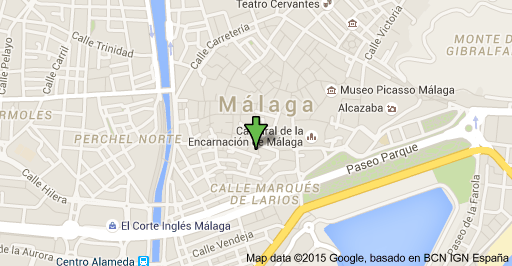 Teatro Cervantes
Calle Victoria
MONTE D
GIBRALFA
Calle Pelayo
Calle Carril
Calle Trinidad
Calle Carretería
Museo Picasso Málaga
Málaga
Alcazaba
RMOLES
PERCHEL NORTE
Catedral de la
Encarnación de Málaga
Paseo Parque
Calle Hilera
CALLE MARQUÉS
DE LARIOS
El Corte Inglés Málaga
Calle Vendeja
Paseo de la Farola
de la Aurora
Centro Alameda
Map data ©2015 Google, basado en BCN IGN España